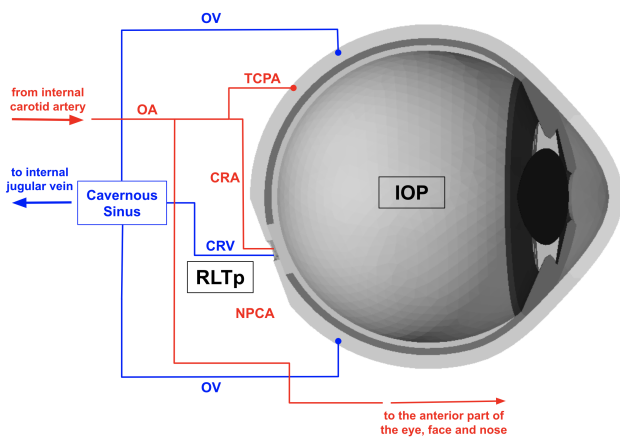 OV
TCPA
from internal
carotid artery
OA
to internal
jugular vein
Cavernous
Sinus
CRA
IOP
CRV
RLTp
NPCA
OV
to the anterior part of
the eye, face and nose